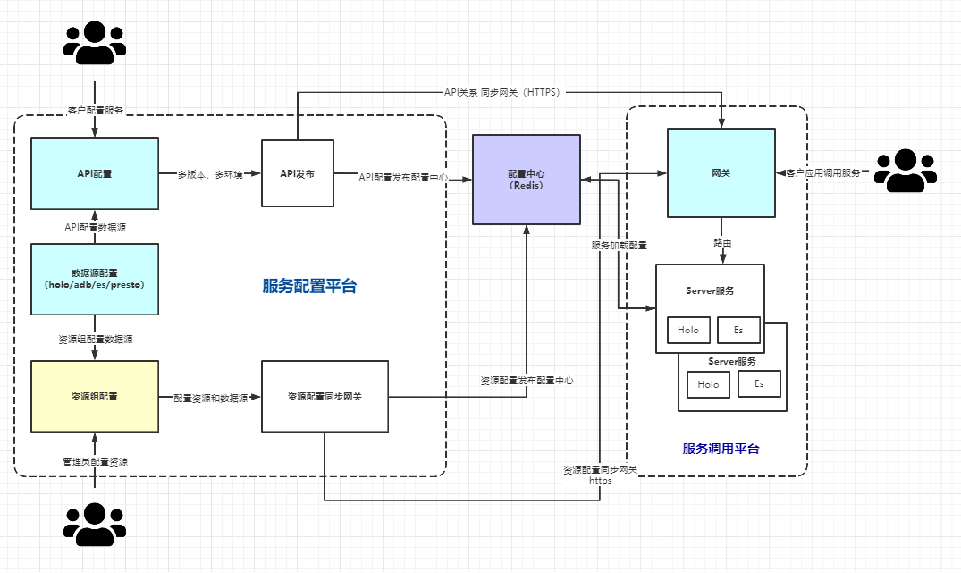 客户配置服务
API关系 同步网关（HTTPS）
API配置
多版本、多环境
API发布
API配置发布配置中心
配置中心
（Redis）
网关
客户应用调用服务
API配置数据源
服务加载配置
路由
数据源配置
（holo/adb/es/presto）
服务配置平台
Server服务
Holo
Es
资源组配置数据源
Server服务
Holo
Es
资源配置发布配置中心
资源组配置
配置资源和数据源
资源配置同步网关
服务调用平台
管理员配置资源
资源配置同步网关
https